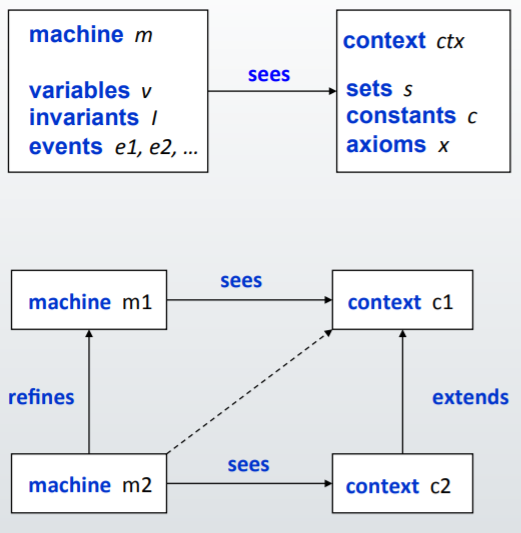 machine m
variables v
invariants I
events e1, e2, ...
sees
context ctx
sets s
constants c
axioms x
machine m1
sees
context c1
refines
extends
machine m2
sees
context c2